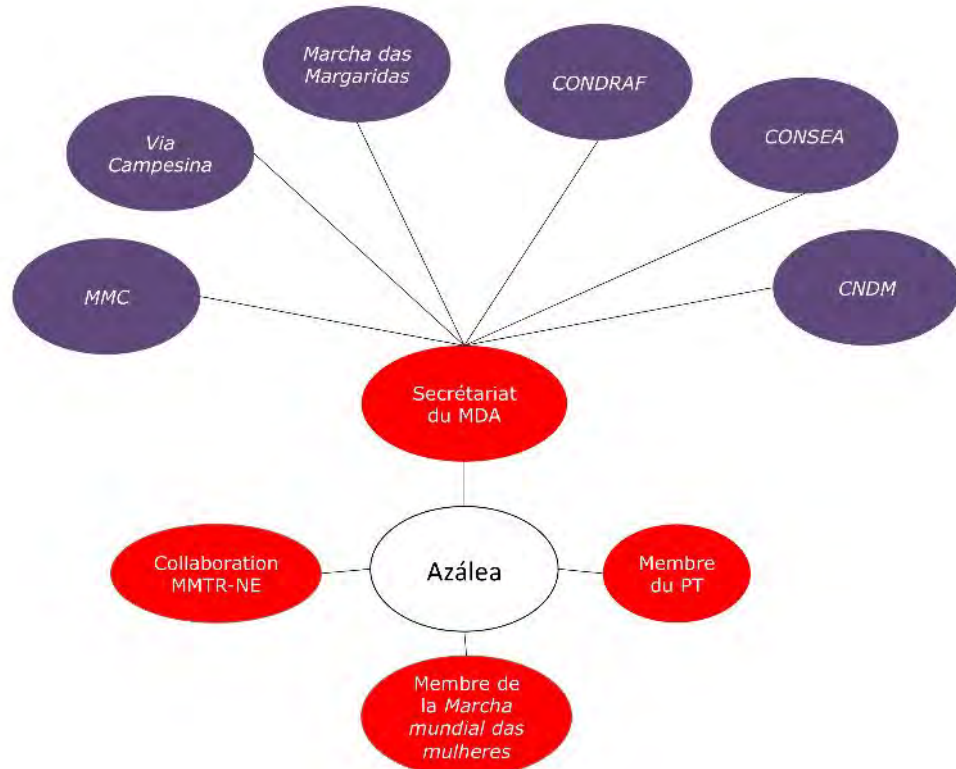 Marcha das
Margaridas
CONDRAF
CONSEA
Via
Campesina
MMC
CNDM
Secrétariat
du MDA
Collaboration
MMTR-NE
Azálea
Membre
du PT
Membre de
la Marcha
mundial das
mulheres